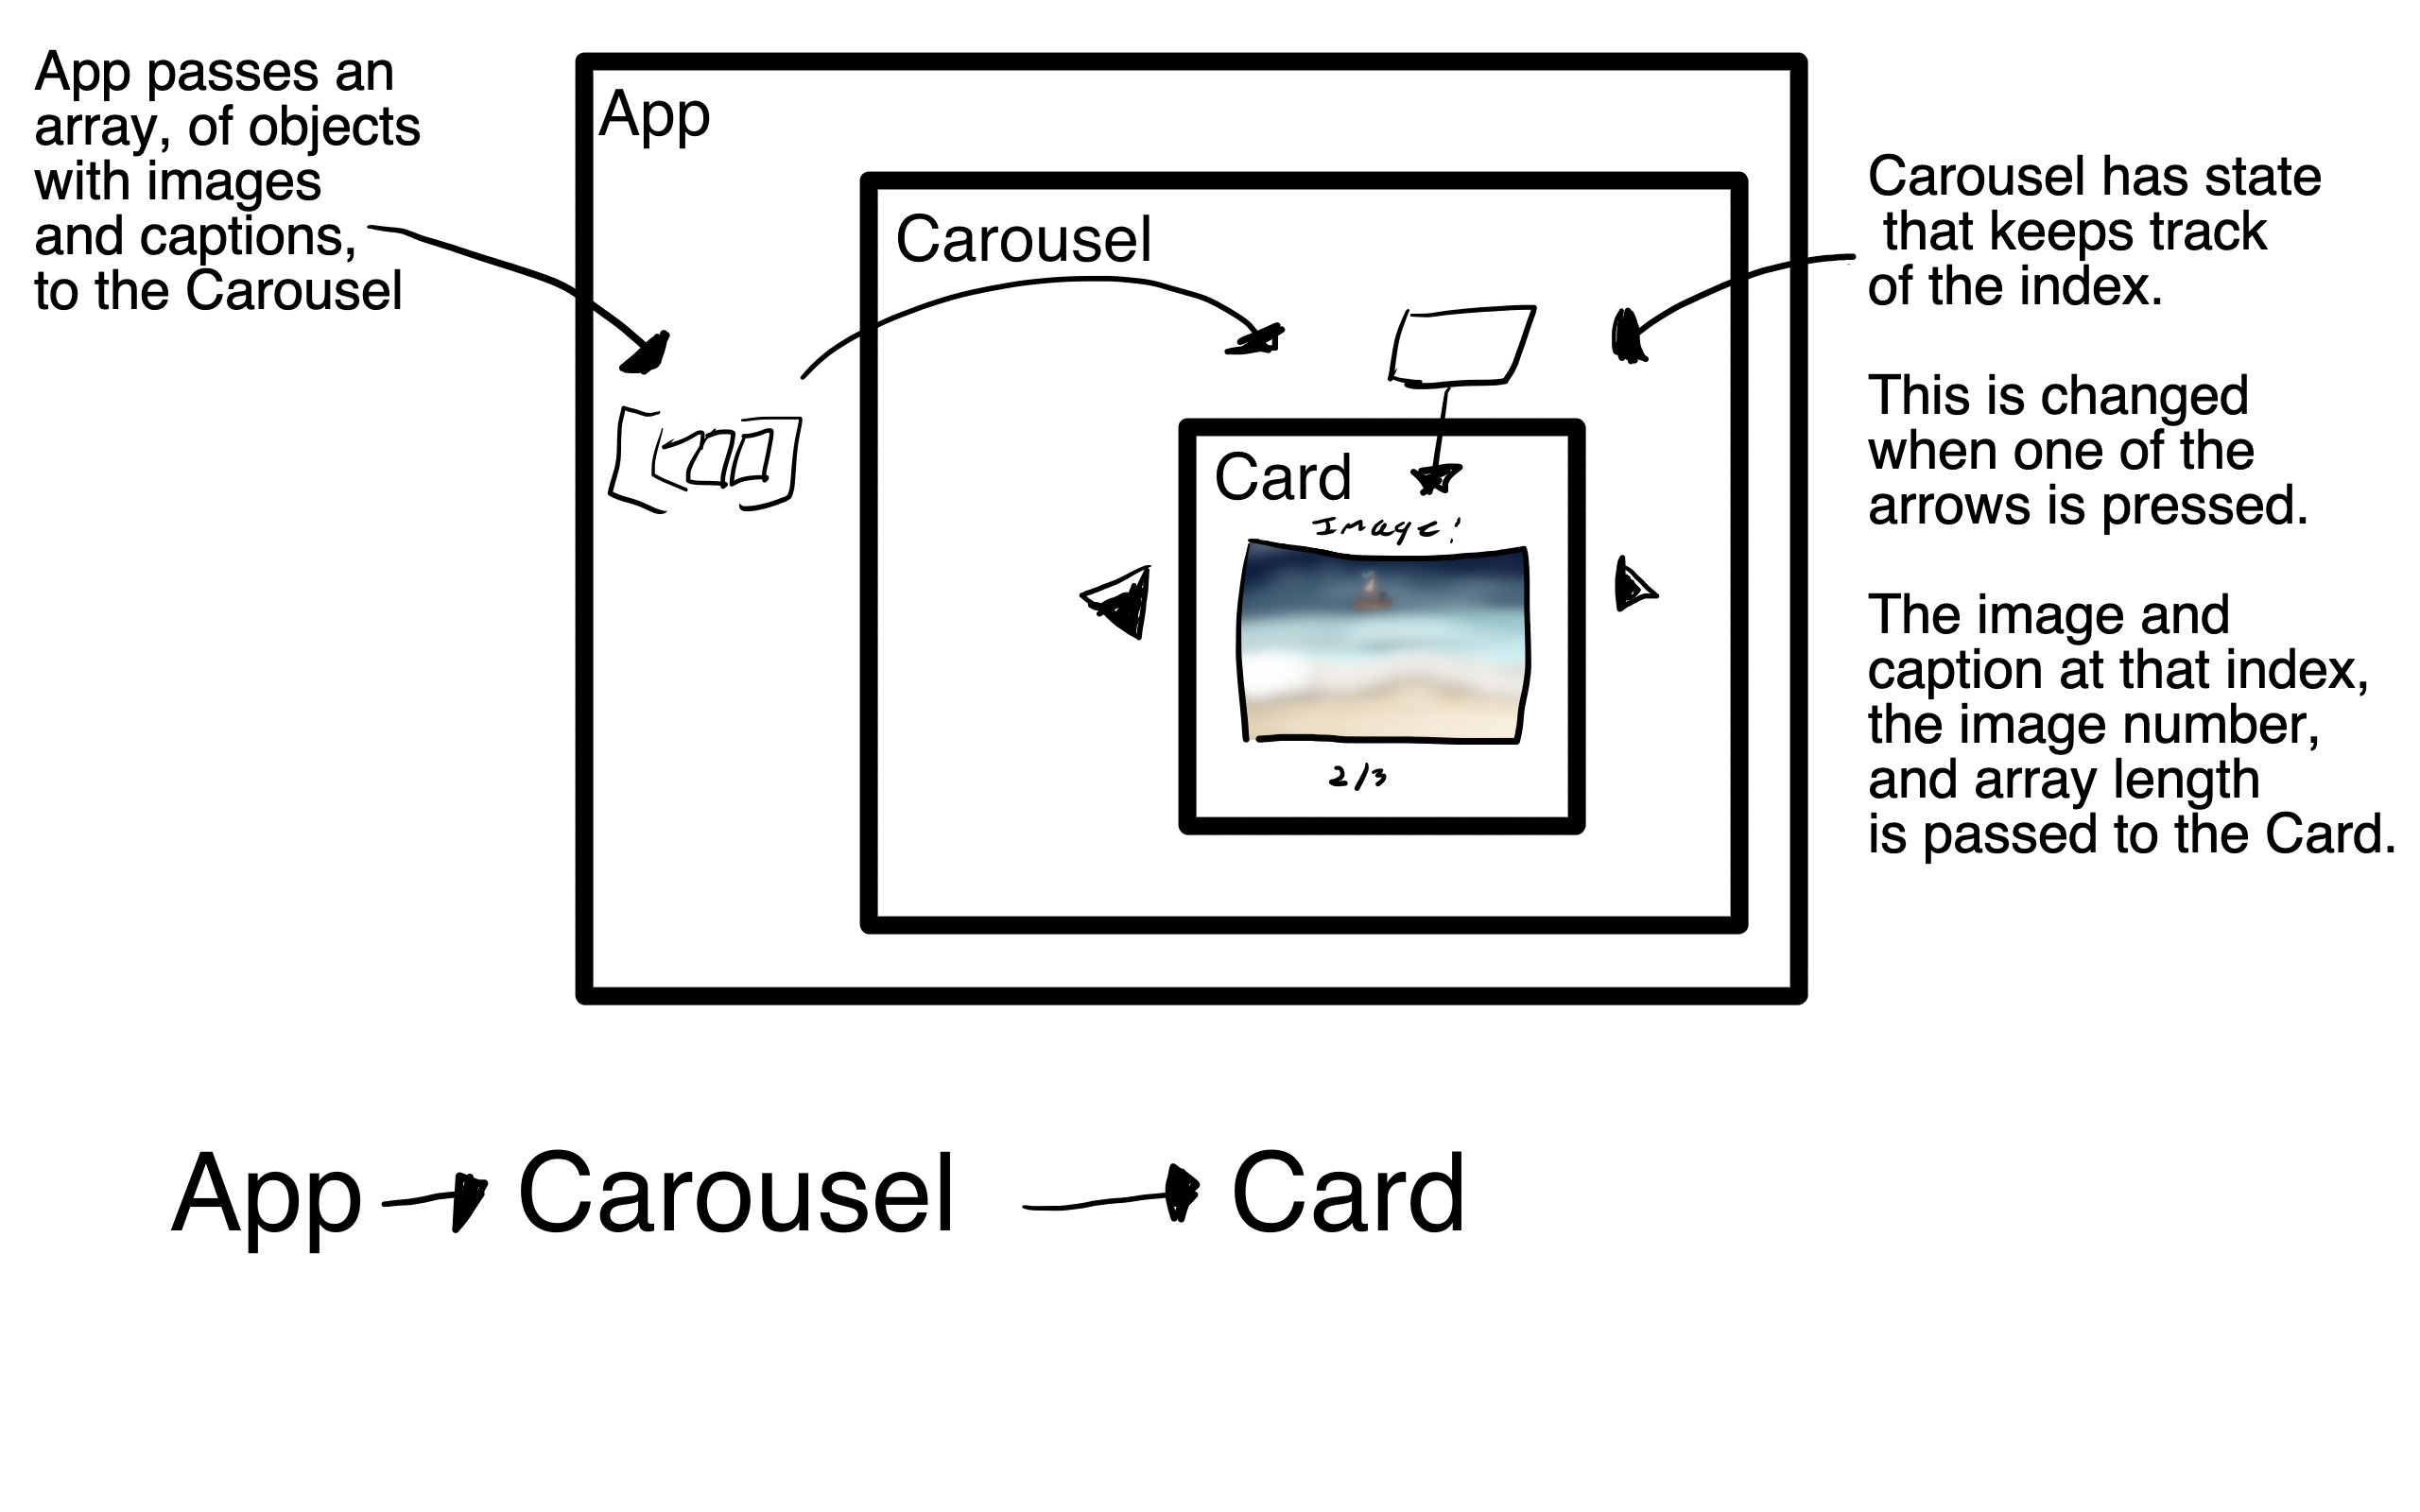 App passes an
array, of objects
with images
and captions,
to the Carousel
App
Carousel
Card
Image!
2/3
Carousel has state
that keeps track
of the index.
This is changed
when one of the
arrows is pressed.
The image and
caption at that index,
the image number,
and array length
is passed to the Card.
App Carousel Card